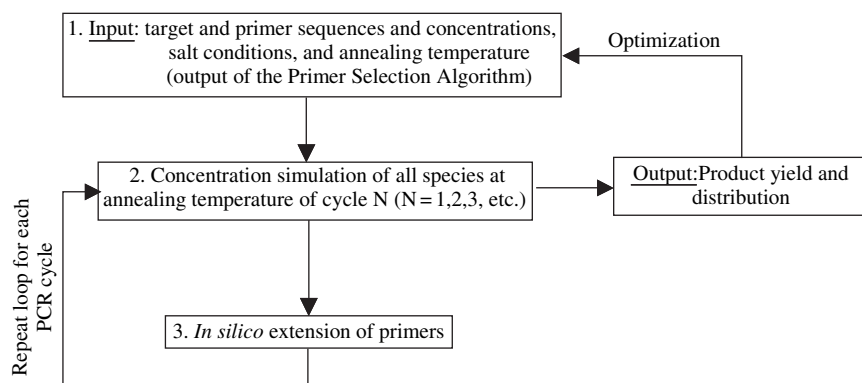 1. Input: target and primer sequences and concentrations,
salt conditions, and annealing temperature
(output of the Primer Selection Algorithm)
Optimization
2. Concentration simulation of all species at
annealing temperature of cycle N (N = 1,2,3, etc.)
Output:Product yield and
distribution
Repeat loop for each
PCR cycle
3. In silico extension of primers